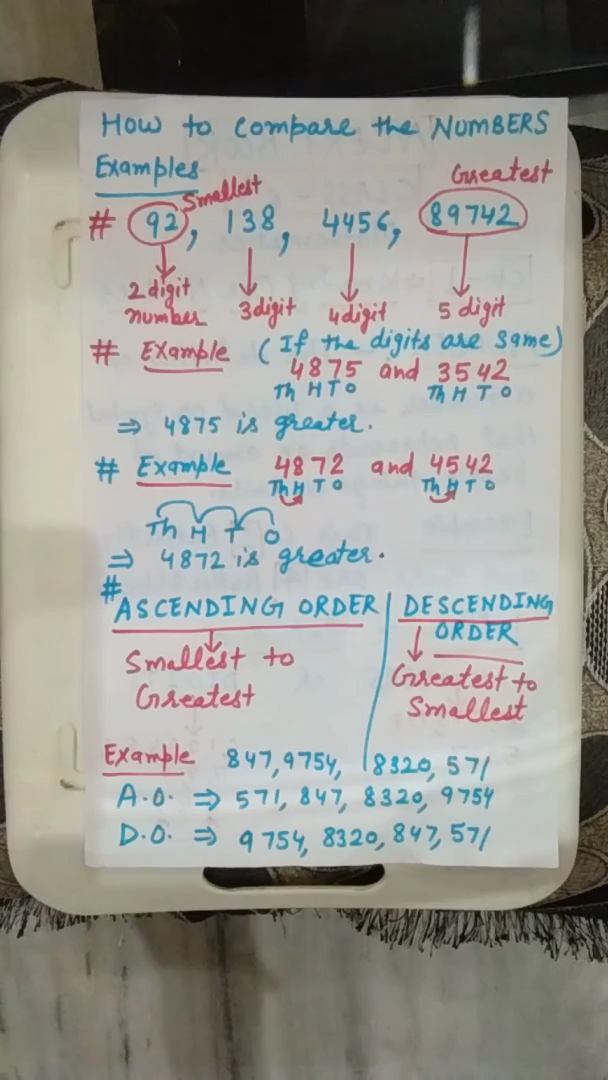 How to compare the NUMBERS
Examples
Smallest Greatest
# 92, 138, 4456, 89742
2 digit number 3 digit 4 digit 5 digit
# Example (If the digits are same)
4875 and 3542
Th H T O Th H T O
⇒ 4875 is greater.
# Example 4872 and 4542
Th H T O Th H T O
Th H T O
⇒ 4872 is greater.
# ASCENDING ORDER
Smallest to
Greatest
DESCENDING
ORDER
Greatest to
Smallest
Example 847, 9754, 8320, 571
A.O. ⇒ 571, 847, 8320, 9754
D.O. ⇒ 9754, 8320, 847, 571